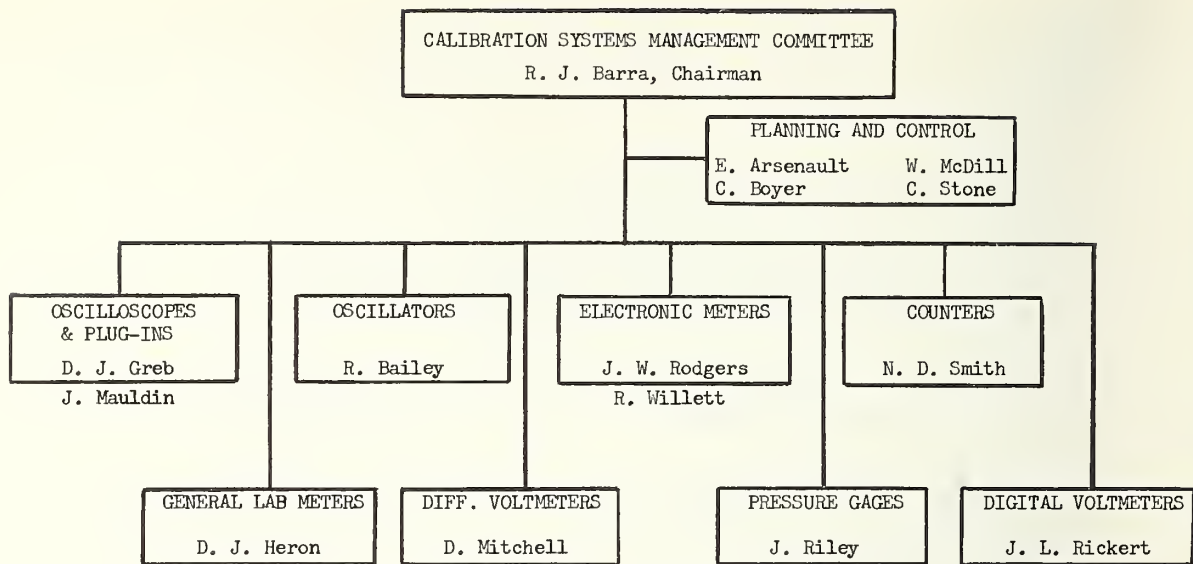 CALIBRATION SYSTEMS MANAGEMENT COMMITTEE
R. J. Barra, Chairman
PLANNING AND CONTROL
E. Arsenault W. McDill
C. Boyer C. Stone
OSCILLOSCOPES
& PLUG-INS
D. J. Greb
J. Mauldin
OSCILLATORS
R. Bailey
ELECTRONIC METERS
J. W. Rodgers
R. Willett
COUNTERS
N. D. Smith
GENERAL LAB METERS
D. J. Heron
DIFF. VOLTMETERS
D. Mitchell
PRESSURE GAGES
J. Riley
DIGITAL VOLTMETERS
J. L. Rickert